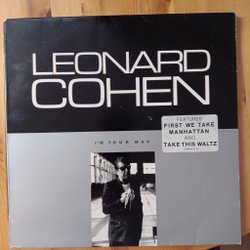 LEONARD
COHEN
FEATURES
FIRST WE TAKE
MANHATTAN
AND
TAKE THIS WALTZ
I'M YOUR MAN